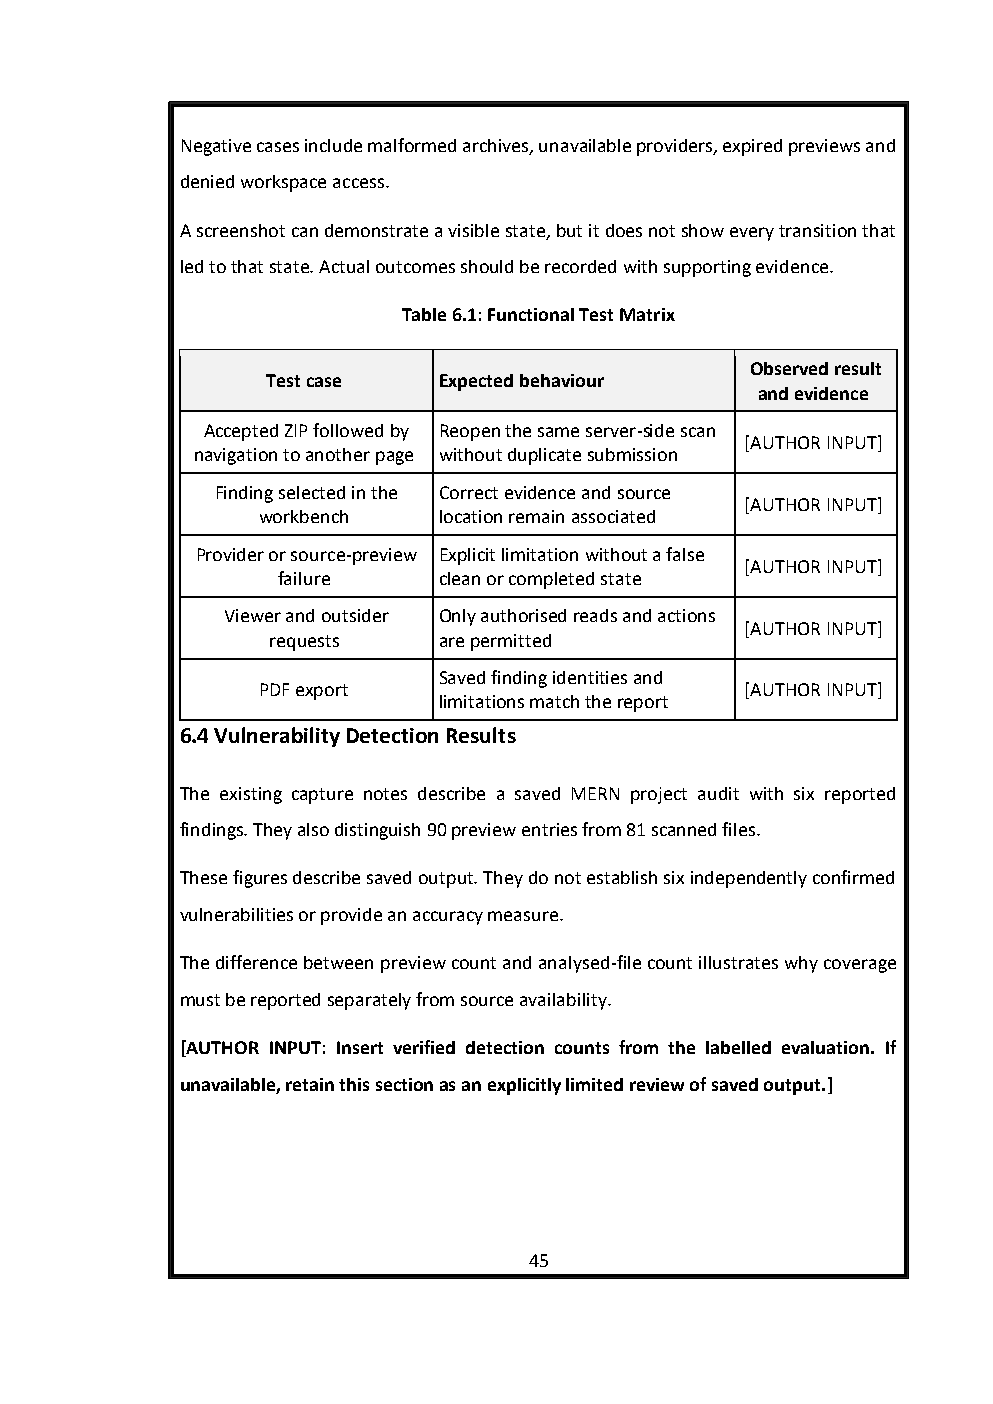 Negative cases include malformed archives, unavailable providers, expired previews and
denied workspace access.
A screenshot can demonstrate a visible state, but it does not show every transition that
led to that state. Actual outcomes should be recorded with supporting evidence.
Table 6.1: Functional Test Matrix
Test case
Expected behaviour
Observed result
and evidence
Accepted ZIP followed by
navigation to another page
Reopen the same server-side scan
without duplicate submission
[AUTHOR INPUT]
Finding selected in the
workbench
Correct evidence and source
location remain associated
[AUTHOR INPUT]
Provider or source-preview
failure
Explicit limitation without a false
clean or completed state
[AUTHOR INPUT]
Viewer and outsider
requests
Only authorised reads and actions
are permitted
[AUTHOR INPUT]
PDF export
Saved finding identities and
limitations match the report
[AUTHOR INPUT]
6.4 Vulnerability Detection Results
The existing capture notes describe a saved MERN project audit with six reported
findings. They also distinguish 90 preview entries from 81 scanned files.
These figures describe saved output. They do not establish six independently confirmed
vulnerabilities or provide an accuracy measure.
The difference between preview count and analysed-file count illustrates why coverage
must be reported separately from source availability.
[AUTHOR INPUT: Insert verified detection counts from the labelled evaluation. If
unavailable, retain this section as an explicitly limited review of saved output.]
45